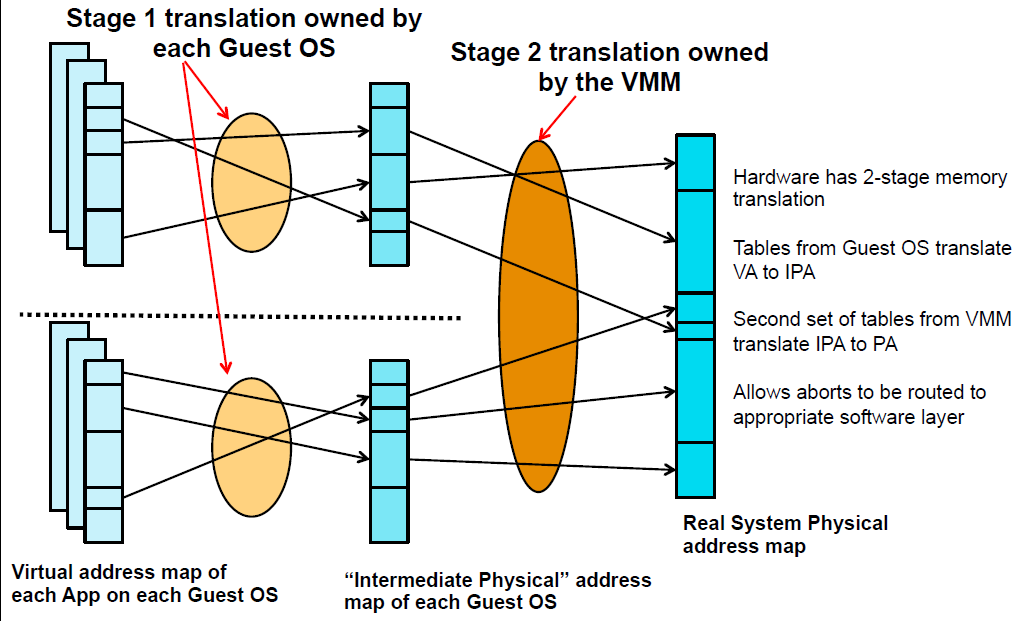 Stage 1 translation owned by
each Guest OS
Stage 2 translation owned
by the VMM
Hardware has 2-stage memory
translation
Tables from Guest OS translate
VA to IPA
Second set of tables from VMM
translate IPA to PA
Allows aborts to be routed to
appropriate software layer
Real System Physical
address map
Virtual address map of
each App on each Guest OS
“Intermediate Physical” address
map of each Guest OS